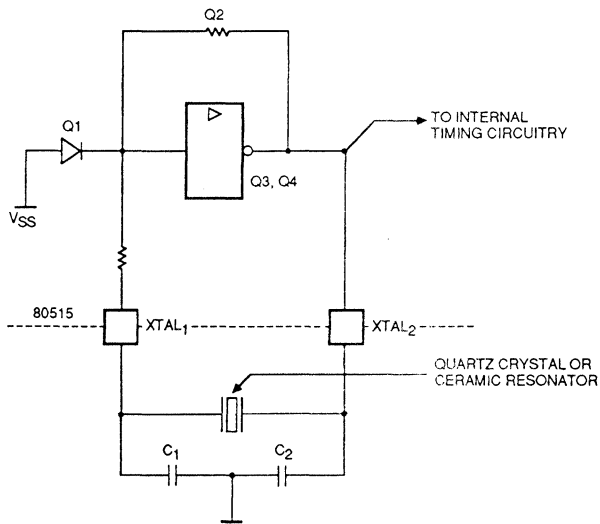 Q2
Q1
TO INTERNAL
TIMING CIRCUITRY
Q3, Q4
VSS
80515
XTAL1
XTAL2
QUARTZ CRYSTAL OR
CERAMIC RESONATOR
C1
C2